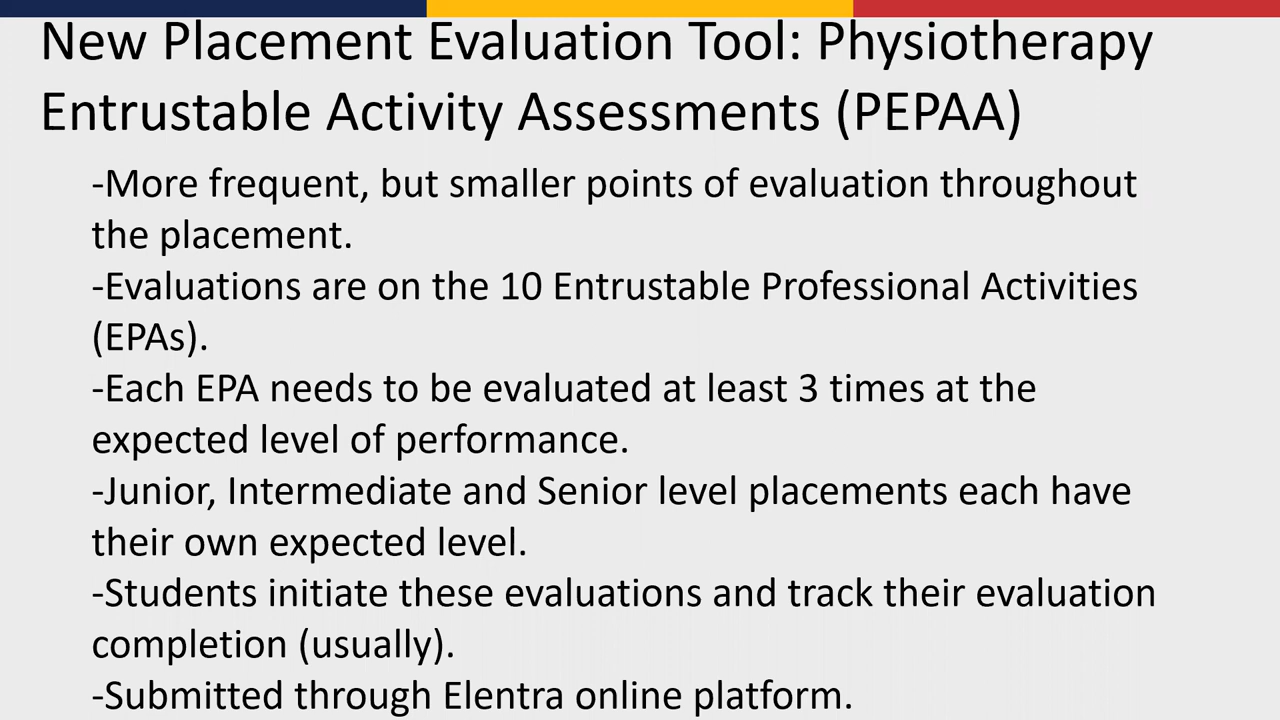 New Placement Evaluation Tool: Physiotherapy
Entrustable Activity Assessments (PEPAA)
-More frequent, but smaller points of evaluation throughout
the placement.
-Evaluations are on the 10 Entrustable Professional Activities
(EPAs).
-Each EPA needs to be evaluated at least 3 times at the
expected level of performance.
-Junior, Intermediate and Senior level placements each have
their own expected level.
-Students initiate these evaluations and track their evaluation
completion (usually).
-Submitted through Elentra online platform.